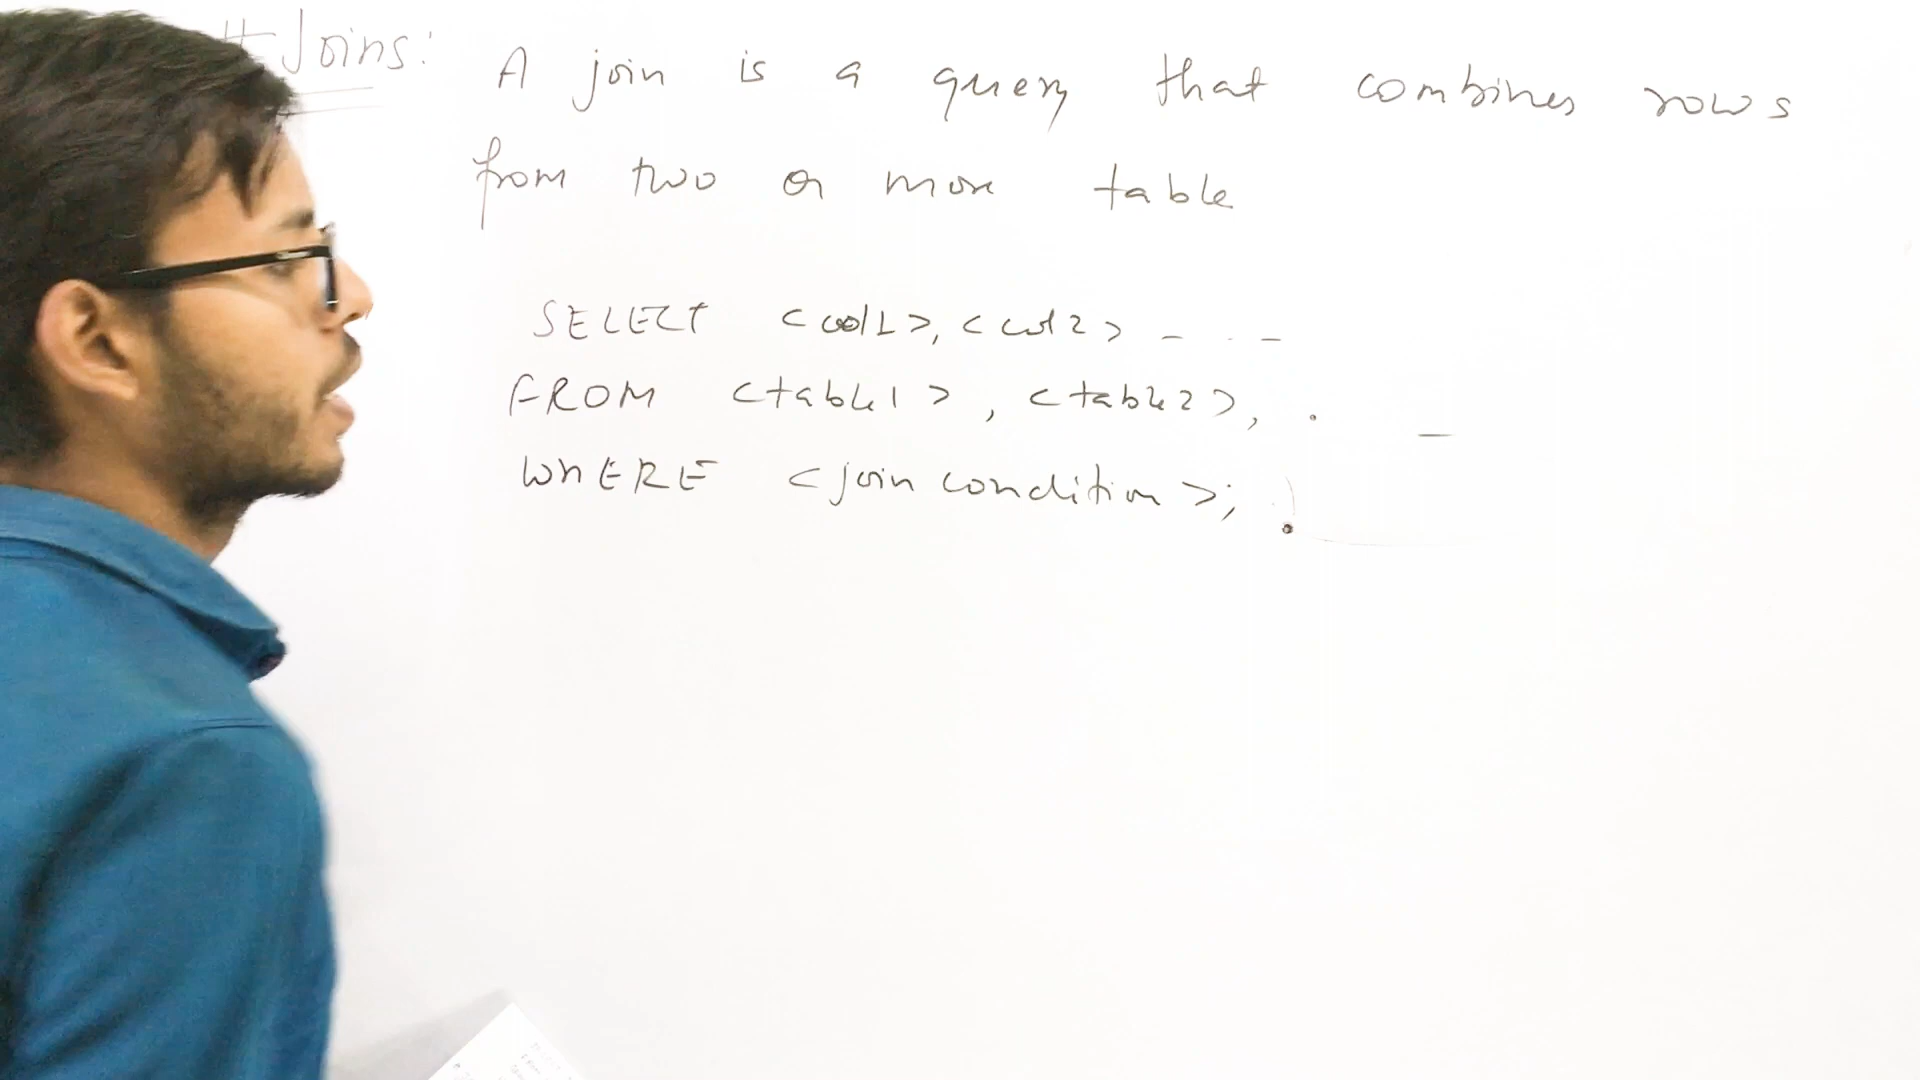 # Joins: A join is a query that combines rows
from two or more table
SELECT <col1>, <col2> - - -
FROM <table1>, <table2>, . -
WHERE <join condition>;